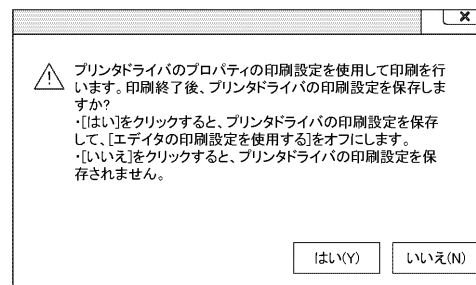 プリンタドライバのプロパティの印刷設定を使用して印刷を行
います。印刷終了後、プリンタドライバの印刷設定を保存しま
すか?
・[はい]をクリックすると、プリンタドライバの印刷設定を保存
して、[エディタの印刷設定を使用する]をオフにします。
・[いいえ]をクリックすると、プリンタドライバの印刷設定を保
存されません。
はい(Y) いいえ(N)